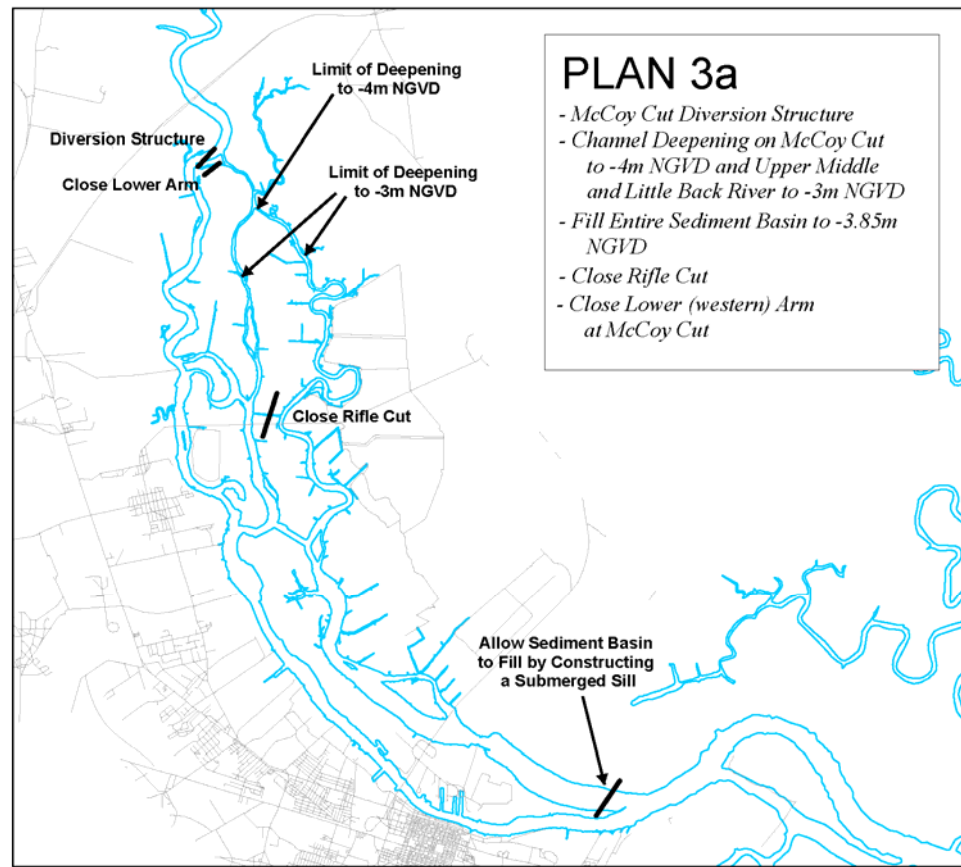 PLAN 3a
- McCoy Cut Diversion Structure
- Channel Deepening on McCoy Cut
to -4m NGVD and Upper Middle
and Little Back River to -3m NGVD
- Fill Entire Sediment Basin to -3.85m
NGVD
- Close Rifle Cut
- Close Lower (western) Arm
at McCoy Cut
Limit of Deepening
to -4m NGVD
Diversion Structure
Close Lower Arm
Limit of Deepening
to -3m NGVD
Close Rifle Cut
Allow Sediment Basin
to Fill by Constructing
a Submerged Sill